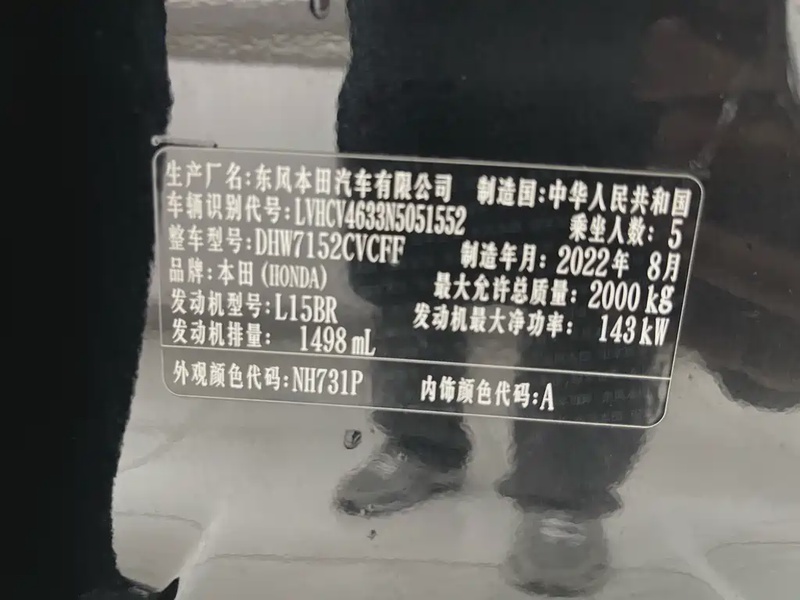 生产厂名:东风本田汽车有限公司 制造国:中华人民共和国
车辆识别代号:LVHCV4633N5051552 乘坐人数: 5
整车型号:DHW7152CVCFF 制造年月: 2022年 8月
品牌:本田(HONDA) 最大允许总质量: 2000 kg
发动机型号:L15BR 发动机最大净功率: 143 kW
发动机排量: 1498 mL
外观颜色代码:NH731P 内饰颜色代码:A